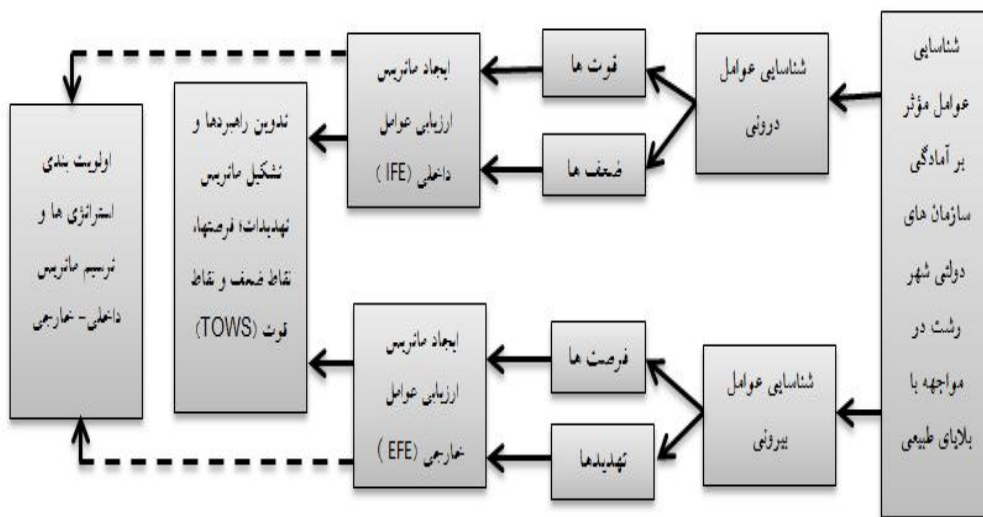 شناسایی
عوامل مؤثر
بر آمادگی
سازمان های
دولتی شهر
رشت در
مواجهه با
بلایای طبیعی
شناسایی عوامل
درونی
قوت ها
ضعف ها
ایجاد ماتریس
ارزیابی عوامل
داخلی (IFE )
شناسایی عوامل
بیرونی
فرصت ها
تهدیدها
ایجاد ماتریس
ارزیابی عوامل
خارجی (EFE )
تدوین راهبردها و
تشکیل ماتریس
تهدیدات؛ فرصتها،
نقاط ضعف و نقاط
قوت (TOWS)
اولویت بندی
استراتژی ها و
ترسیم ماتریس
داخلی- خارجی